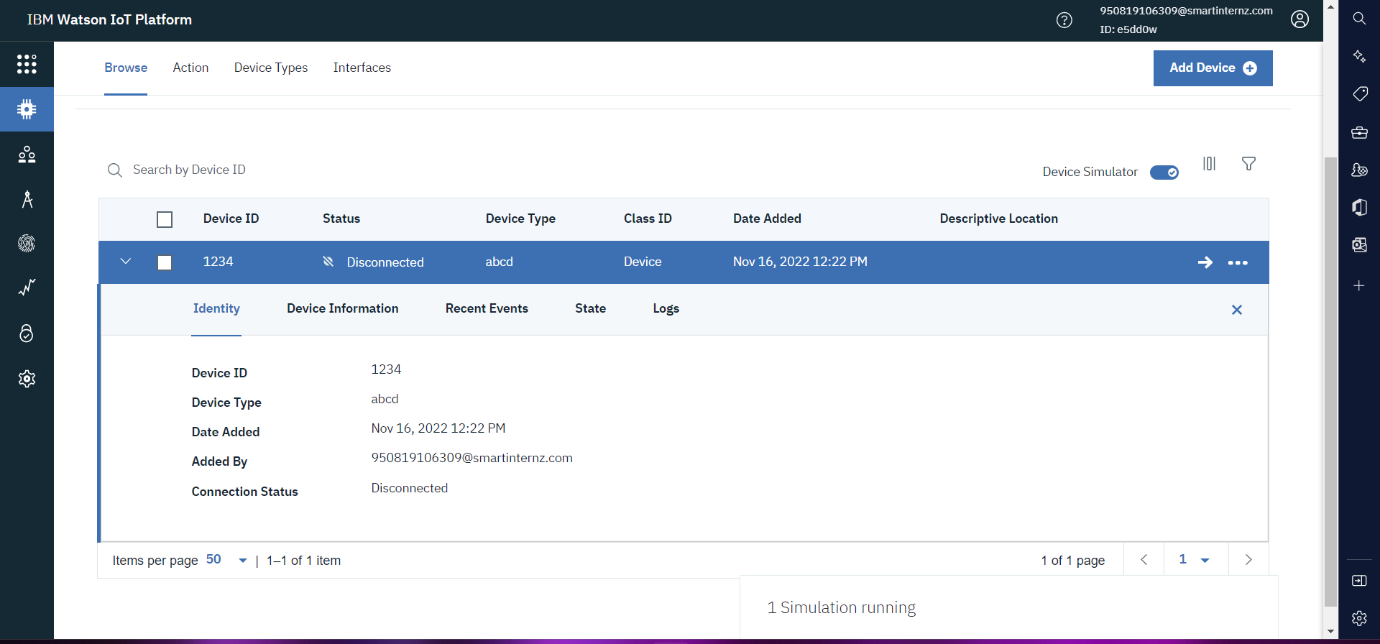 IBM Watson IoT Platform
950819106309@smartinternz.com
ID: e5dd0w
Browse Action Device Types Interfaces
Add Device
Search by Device ID
Device Simulator
Device ID Status Device Type Class ID Date Added Descriptive Location
1234 Disconnected abcd Device Nov 16, 2022 12:22 PM
Identity Device Information Recent Events State Logs
Device ID 1234
Device Type abcd
Date Added Nov 16, 2022 12:22 PM
Added By 950819106309@smartinternz.com
Connection Status Disconnected
Items per page 50 | 1–1 of 1 item 1 of 1 page 1
1 Simulation running